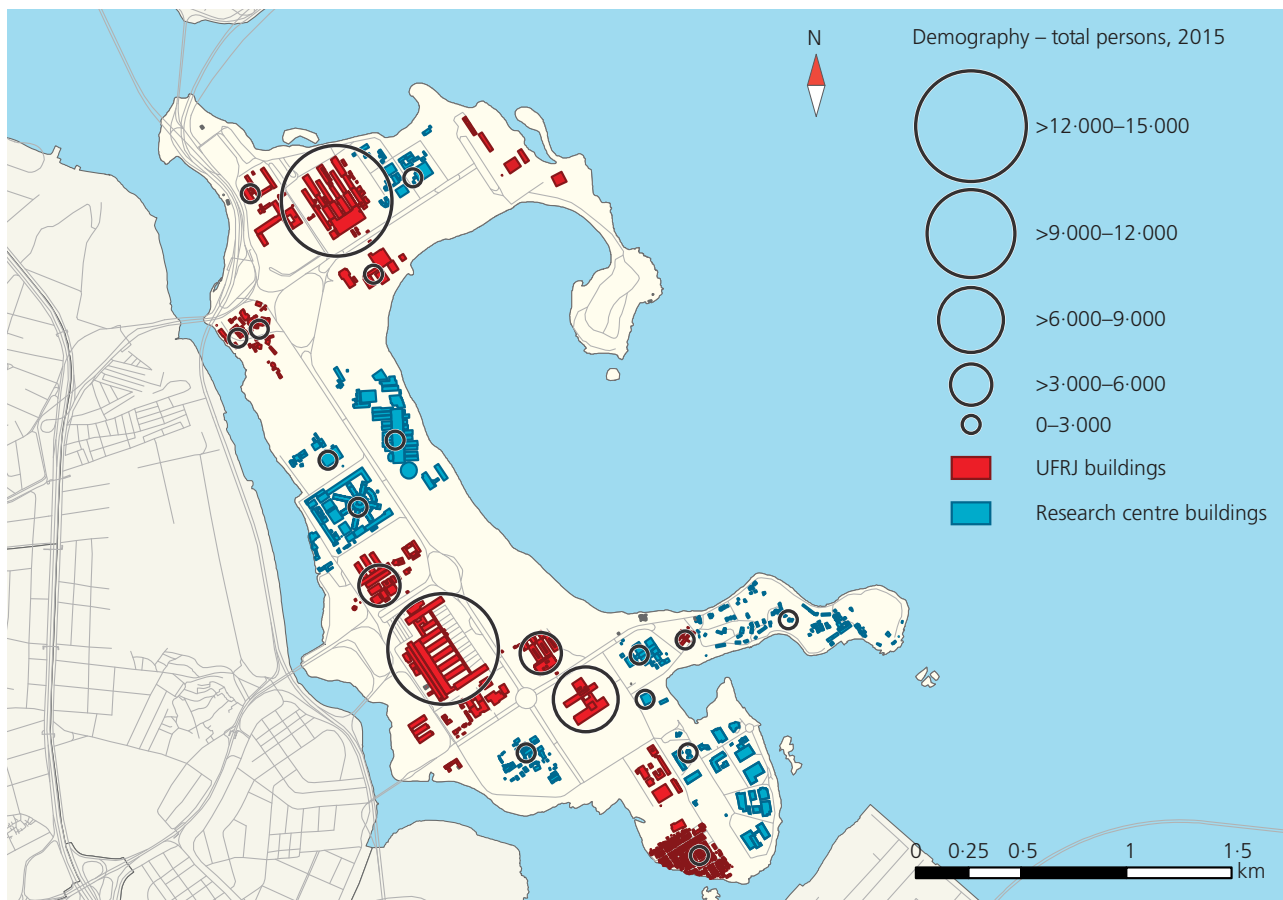 N
Demography – total persons, 2015
>12·000–15·000
>9·000–12·000
>6·000–9·000
>3·000–6·000
0–3·000
UFRJ buildings
Research centre buildings
0 0·25 0·5 1 1·5
km